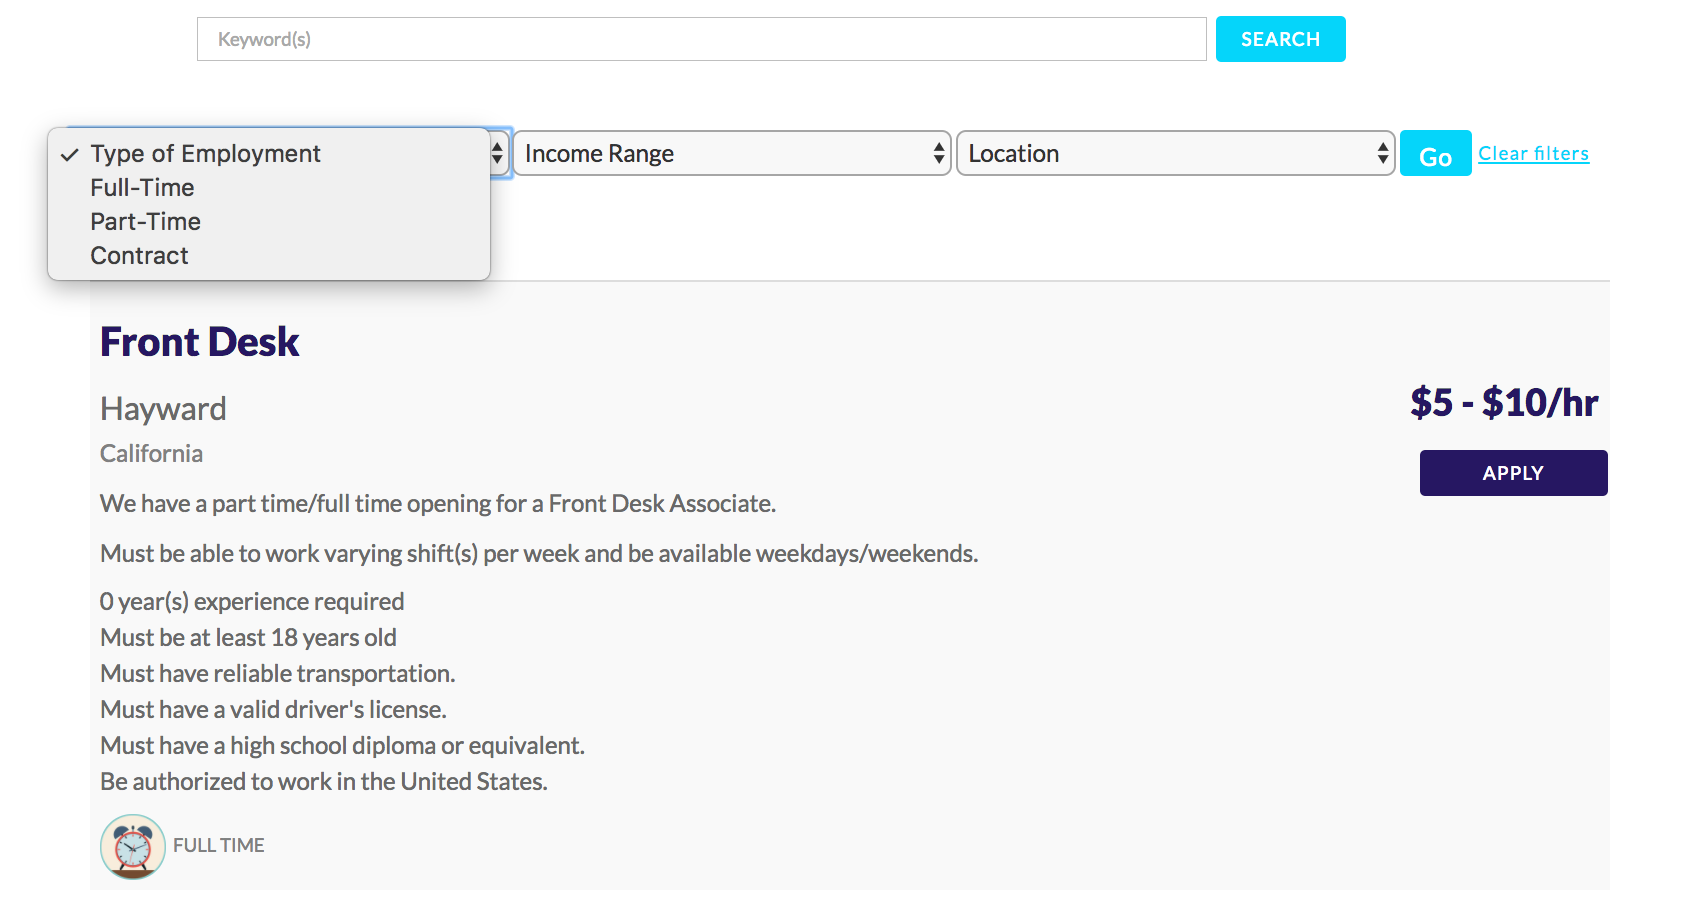 Keyword(s)
SEARCH
✓ Type of Employment
Full-Time
Part-Time
Contract
Income Range
Location
Go
Clear filters
Front Desk
Hayward
California
$5 - $10/hr
APPLY
We have a part time/full time opening for a Front Desk Associate.
Must be able to work varying shift(s) per week and be available weekdays/weekends.
0 year(s) experience required
Must be at least 18 years old
Must have reliable transportation.
Must have a valid driver's license.
Must have a high school diploma or equivalent.
Be authorized to work in the United States.
FULL TIME